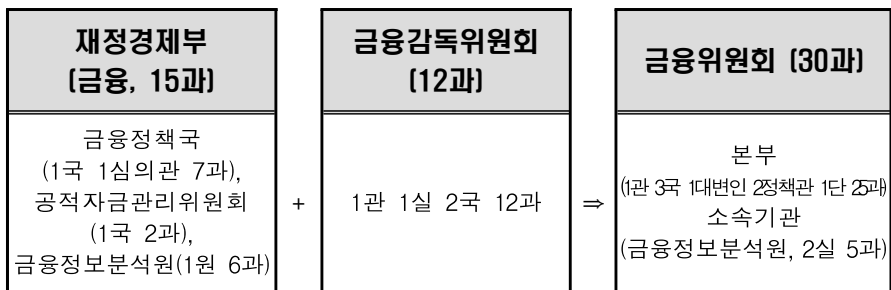 재정경제부
(금융, 15과)
금융정책국
(1국 1심의관 7과),
공적자금관리위원회
(1국 2과),
금융정보분석원(1원 6과)
+
금융감독위원회
(12과)
1관 1실 2국 12과
⇒
금융위원회 (30과)
본부
(1관 3국 1대변인 2정책관 1단 25과)
소속기관
(금융정보분석원, 2실 5과)